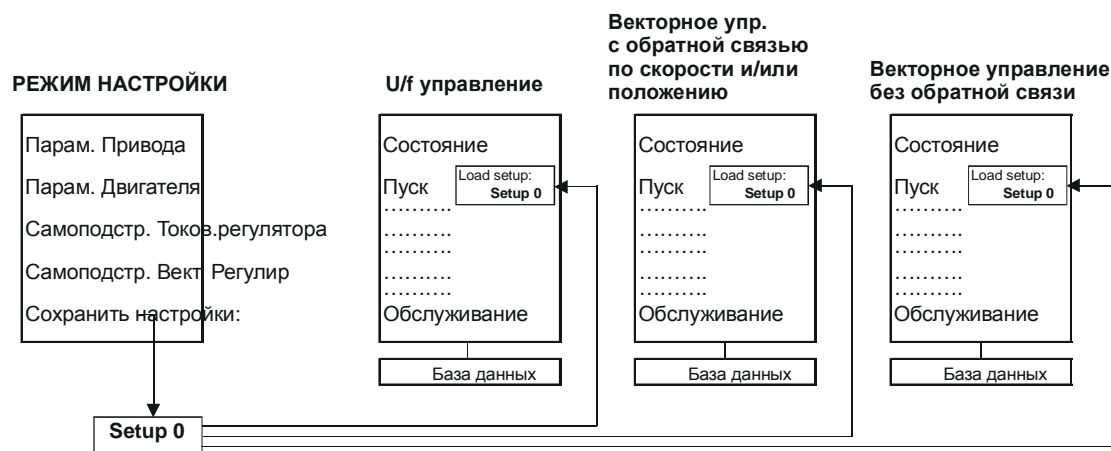 РЕЖИМ НАСТРОЙКИ
Парам. Привода
Парам. Двигателя
Самоподстр. Токов.регулятора
Самоподстр. Вект. Регулир
Сохранить настройки:
Setup 0
U/f управление
Состояние
Пуск
Load setup:
Setup 0
..........
..........
..........
..........
..........
Обслуживание
База данных
Векторное упр.
с обратной связью
по скорости и/или
положению
Состояние
Пуск
Load setup:
Setup 0
..........
..........
..........
..........
..........
Обслуживание
База данных
Векторное управление
без обратной связи
Состояние
Пуск
Load setup:
Setup 0
..........
..........
..........
..........
..........
Обслуживание
База данных